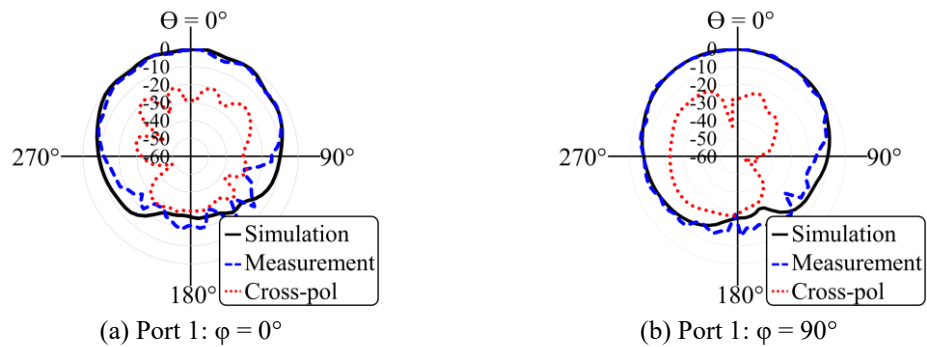 Ɵ = 0°
0
-10
-20
-30
-40
-50
-60
270°
90°
180°
Simulation
Measurement
Cross-pol
(a) Port 1: φ = 0°
Ɵ = 0°
0
-10
-20
-30
-40
-50
-60
270°
90°
180°
Simulation
Measurement
Cross-pol
(b) Port 1: φ = 90°